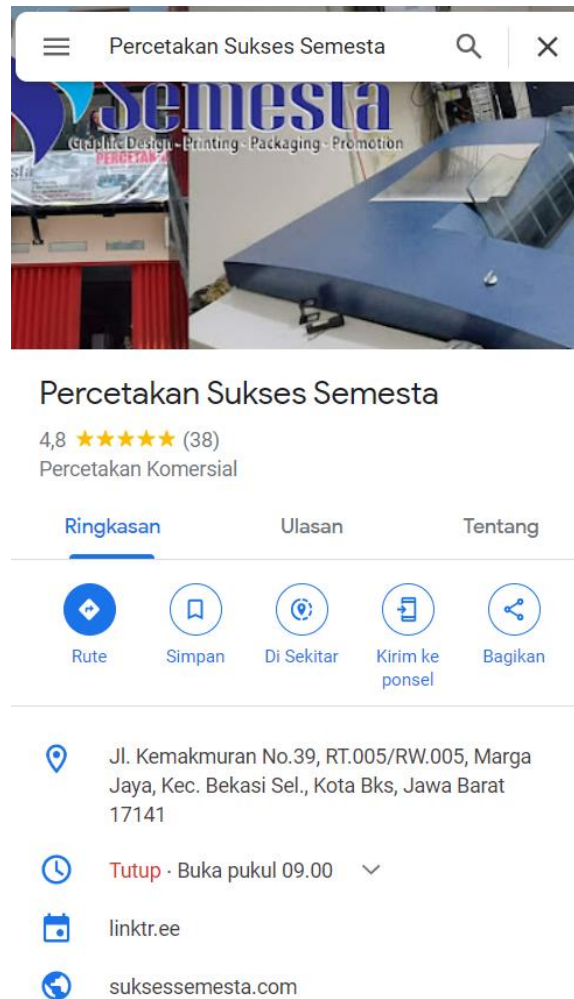 Percetakan Sukses Semesta
Semesta
Graphic Design - Printing - Packaging - Promotion
Percetakan Sukses Semesta
4,8 ★★★★★ (38)
Percetakan Komersial
Ringkasan Ulasan Tentang
Rute Simpan Di Sekitar Kirim ke ponsel Bagikan
Jl. Kemakmuran No.39, RT.005/RW.005, Marga
Jaya, Kec. Bekasi Sel., Kota Bks, Jawa Barat
17141
Tutup · Buka pukul 09.00
linktr.ee
suksessemesta.com